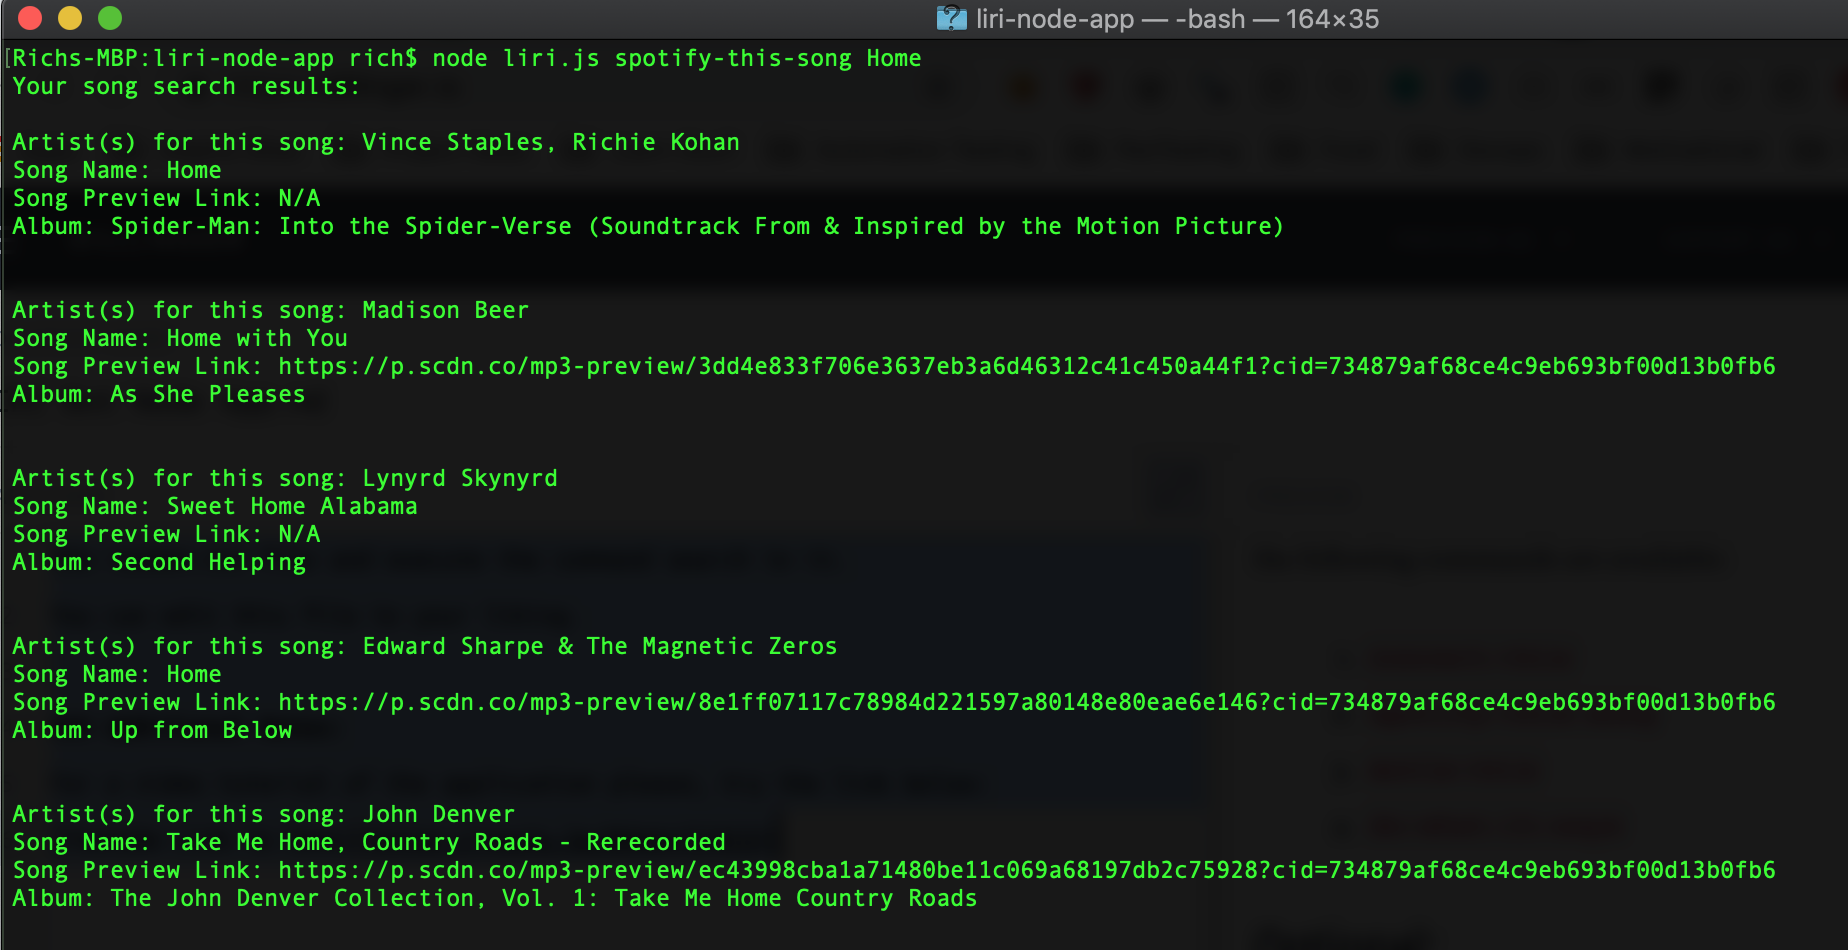 liri-node-app — -bash — 164×35
[Richs-MBP:liri-node-app rich$ node liri.js spotify-this-song Home
Your song search results:
Artist(s) for this song: Vince Staples, Richie Kohan
Song Name: Home
Song Preview Link: N/A
Album: Spider-Man: Into the Spider-Verse (Soundtrack From & Inspired by the Motion Picture)
Artist(s) for this song: Madison Beer
Song Name: Home with You
Song Preview Link: https://p.scdn.co/mp3-preview/3dd4e833f706e3637eb3a6d46312c41c450a44f1?cid=734879af68ce4c9eb693bf00d13b0fb6
Album: As She Pleases
Artist(s) for this song: Lynyrd Skynyrd
Song Name: Sweet Home Alabama
Song Preview Link: N/A
Album: Second Helping
Artist(s) for this song: Edward Sharpe & The Magnetic Zeros
Song Name: Home
Song Preview Link: https://p.scdn.co/mp3-preview/8e1ff07117c78984d221597a80148e80eae6e146?cid=734879af68ce4c9eb693bf00d13b0fb6
Album: Up from Below
Artist(s) for this song: John Denver
Song Name: Take Me Home, Country Roads - Rerecorded
Song Preview Link: https://p.scdn.co/mp3-preview/ec43998cba1a71480be11c069a68197db2c75928?cid=734879af68ce4c9eb693bf00d13b0fb6
Album: The John Denver Collection, Vol. 1: Take Me Home Country Roads